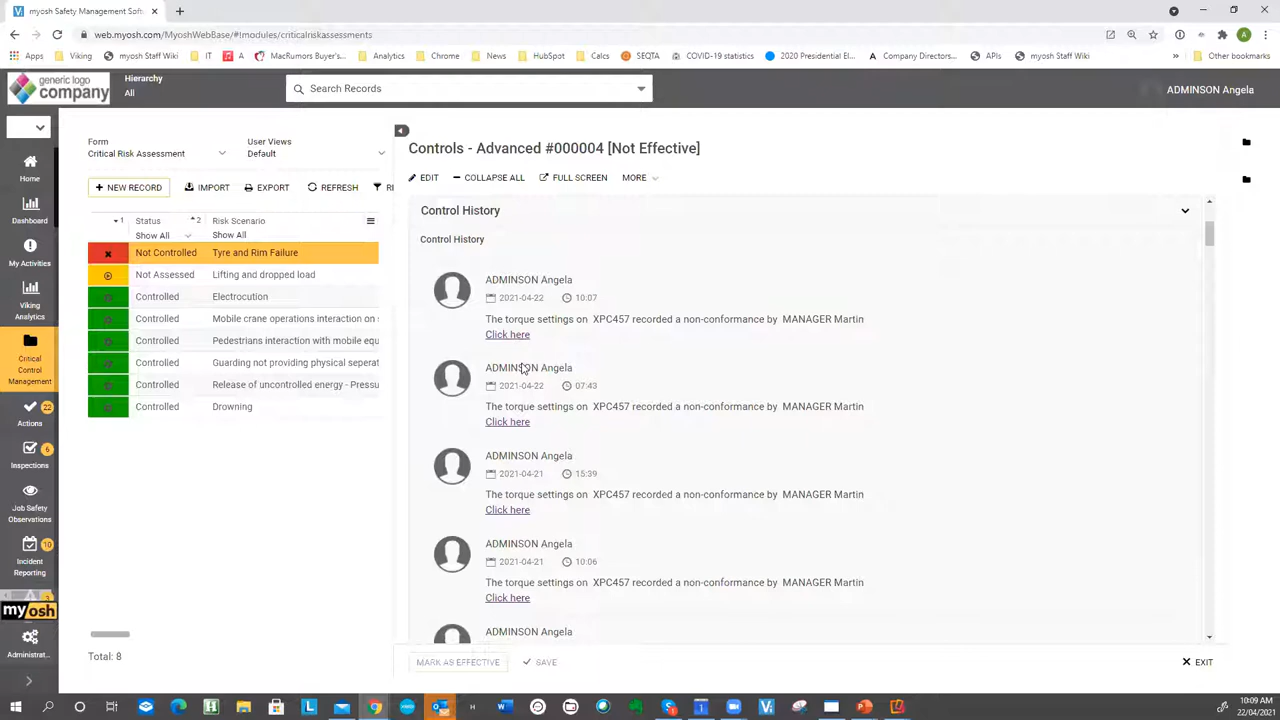 myosh Safety Management Soft
web.myosh.com/MyoshWebBase/#!modules/criticalriskassessments
A
Apps
Viking
myosh Staff Wiki
IT
A
MacRumors Buyer's...
Analytics
Chrome
News
HubSpot
Calcs
SEQTA
COVID-19 statistics
2020 Presidential El...
Company Directors...
APIs
myosh Staff Wiki
»
Other bookmarks
generic logo
company
Hierarchy
All
Search Records
ADMINSON Angela
Home
Dashboard
My Activities
Viking
Analytics
Critical
Control
Management
22
Actions
6
Inspections
Job Safety
Observations
10
Incident
Reporting
3
myosh
Administrat...
Form
Critical Risk Assessment
User Views
Default
+ NEW RECORD
IMPORT
EXPORT
REFRESH
RE
1 Status 2 Risk Scenario
Show All Show All
Not Controlled Tyre and Rim Failure
Not Assessed Lifting and dropped load
Controlled Electrocution
Controlled Mobile crane operations interaction on s
Controlled Pedestrians interaction with mobile equ
Controlled Guarding not providing physical seperat
Controlled Release of uncontrolled energy - Pressu
Controlled Drowning
Total: 8
Controls - Advanced #000004 [Not Effective]
EDIT
COLLAPSE ALL
FULL SCREEN
MORE
Control History
Control History
ADMINSON Angela
2021-04-22 10:07
The torque settings on XPC457 recorded a non-conformance by MANAGER Martin
Click here
ADMINSON Angela
2021-04-22 07:43
The torque settings on XPC457 recorded a non-conformance by MANAGER Martin
Click here
ADMINSON Angela
2021-04-21 15:39
The torque settings on XPC457 recorded a non-conformance by MANAGER Martin
Click here
ADMINSON Angela
2021-04-21 10:06
The torque settings on XPC457 recorded a non-conformance by MANAGER Martin
Click here
ADMINSON Angela
MARK AS EFFECTIVE
SAVE
EXIT
10:09 AM
22/04/2021